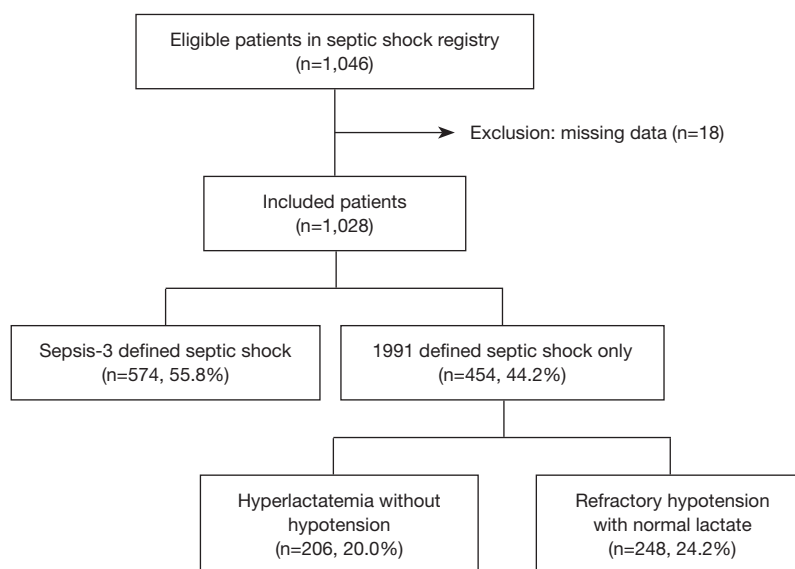 Eligible patients in septic shock registry
(n=1,046)
Exclusion: missing data (n=18)
Included patients
(n=1,028)
Sepsis-3 defined septic shock
(n=574, 55.8%)
1991 defined septic shock only
(n=454, 44.2%)
Hyperlactatemia without
hypotension
(n=206, 20.0%)
Refractory hypotension
with normal lactate
(n=248, 24.2%)